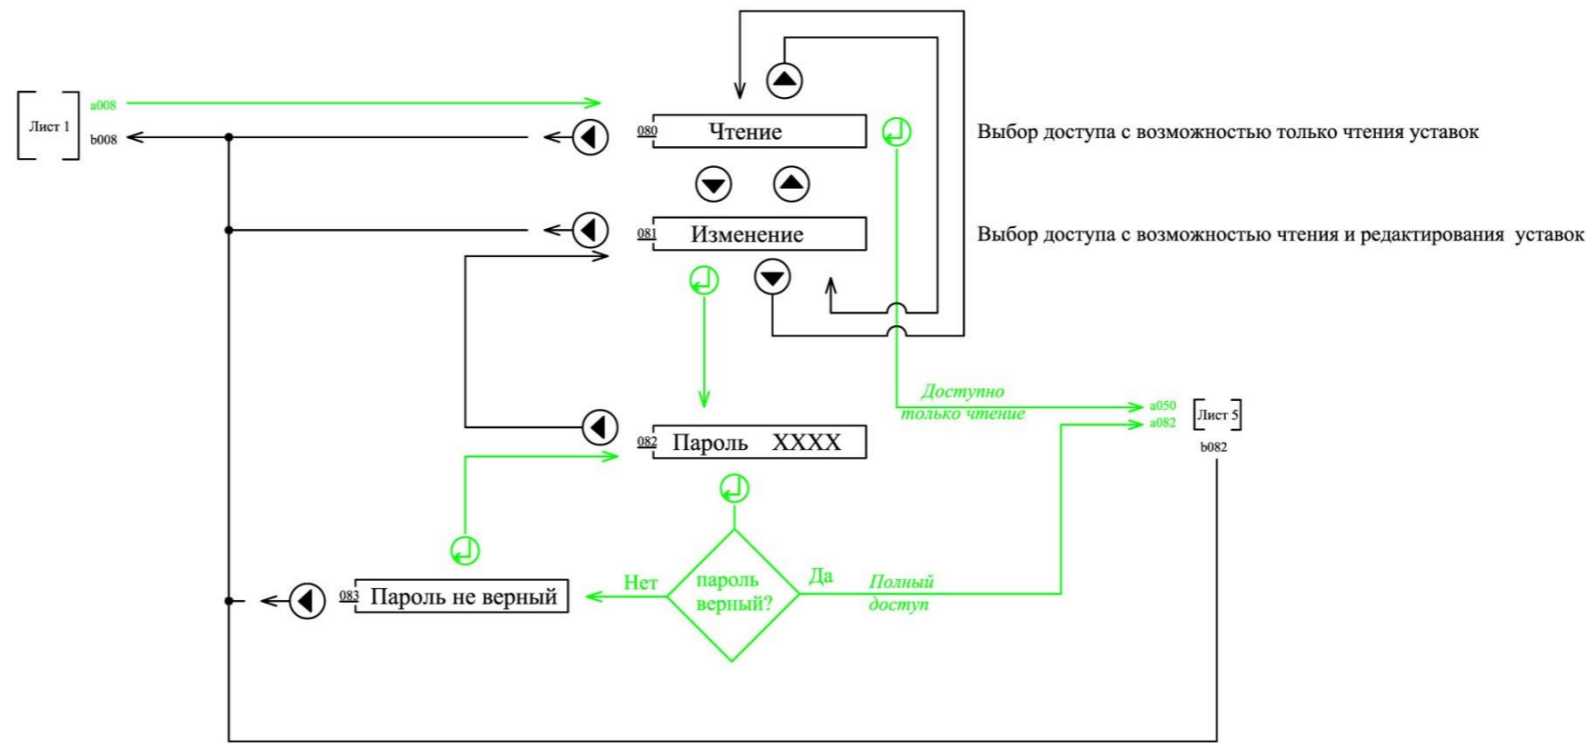 a008
Лист 1
b008
080
Чтение
Выбор доступа с возможностью только чтения уставок
081
Изменение
Выбор доступа с возможностью чтения и редактирования уставок
Доступно
только чтение
a050
a082
Лист 5
b082
082
Пароль XXXX
Нет
пароль
верный?
Да
Полный
доступ
083
Пароль не верный